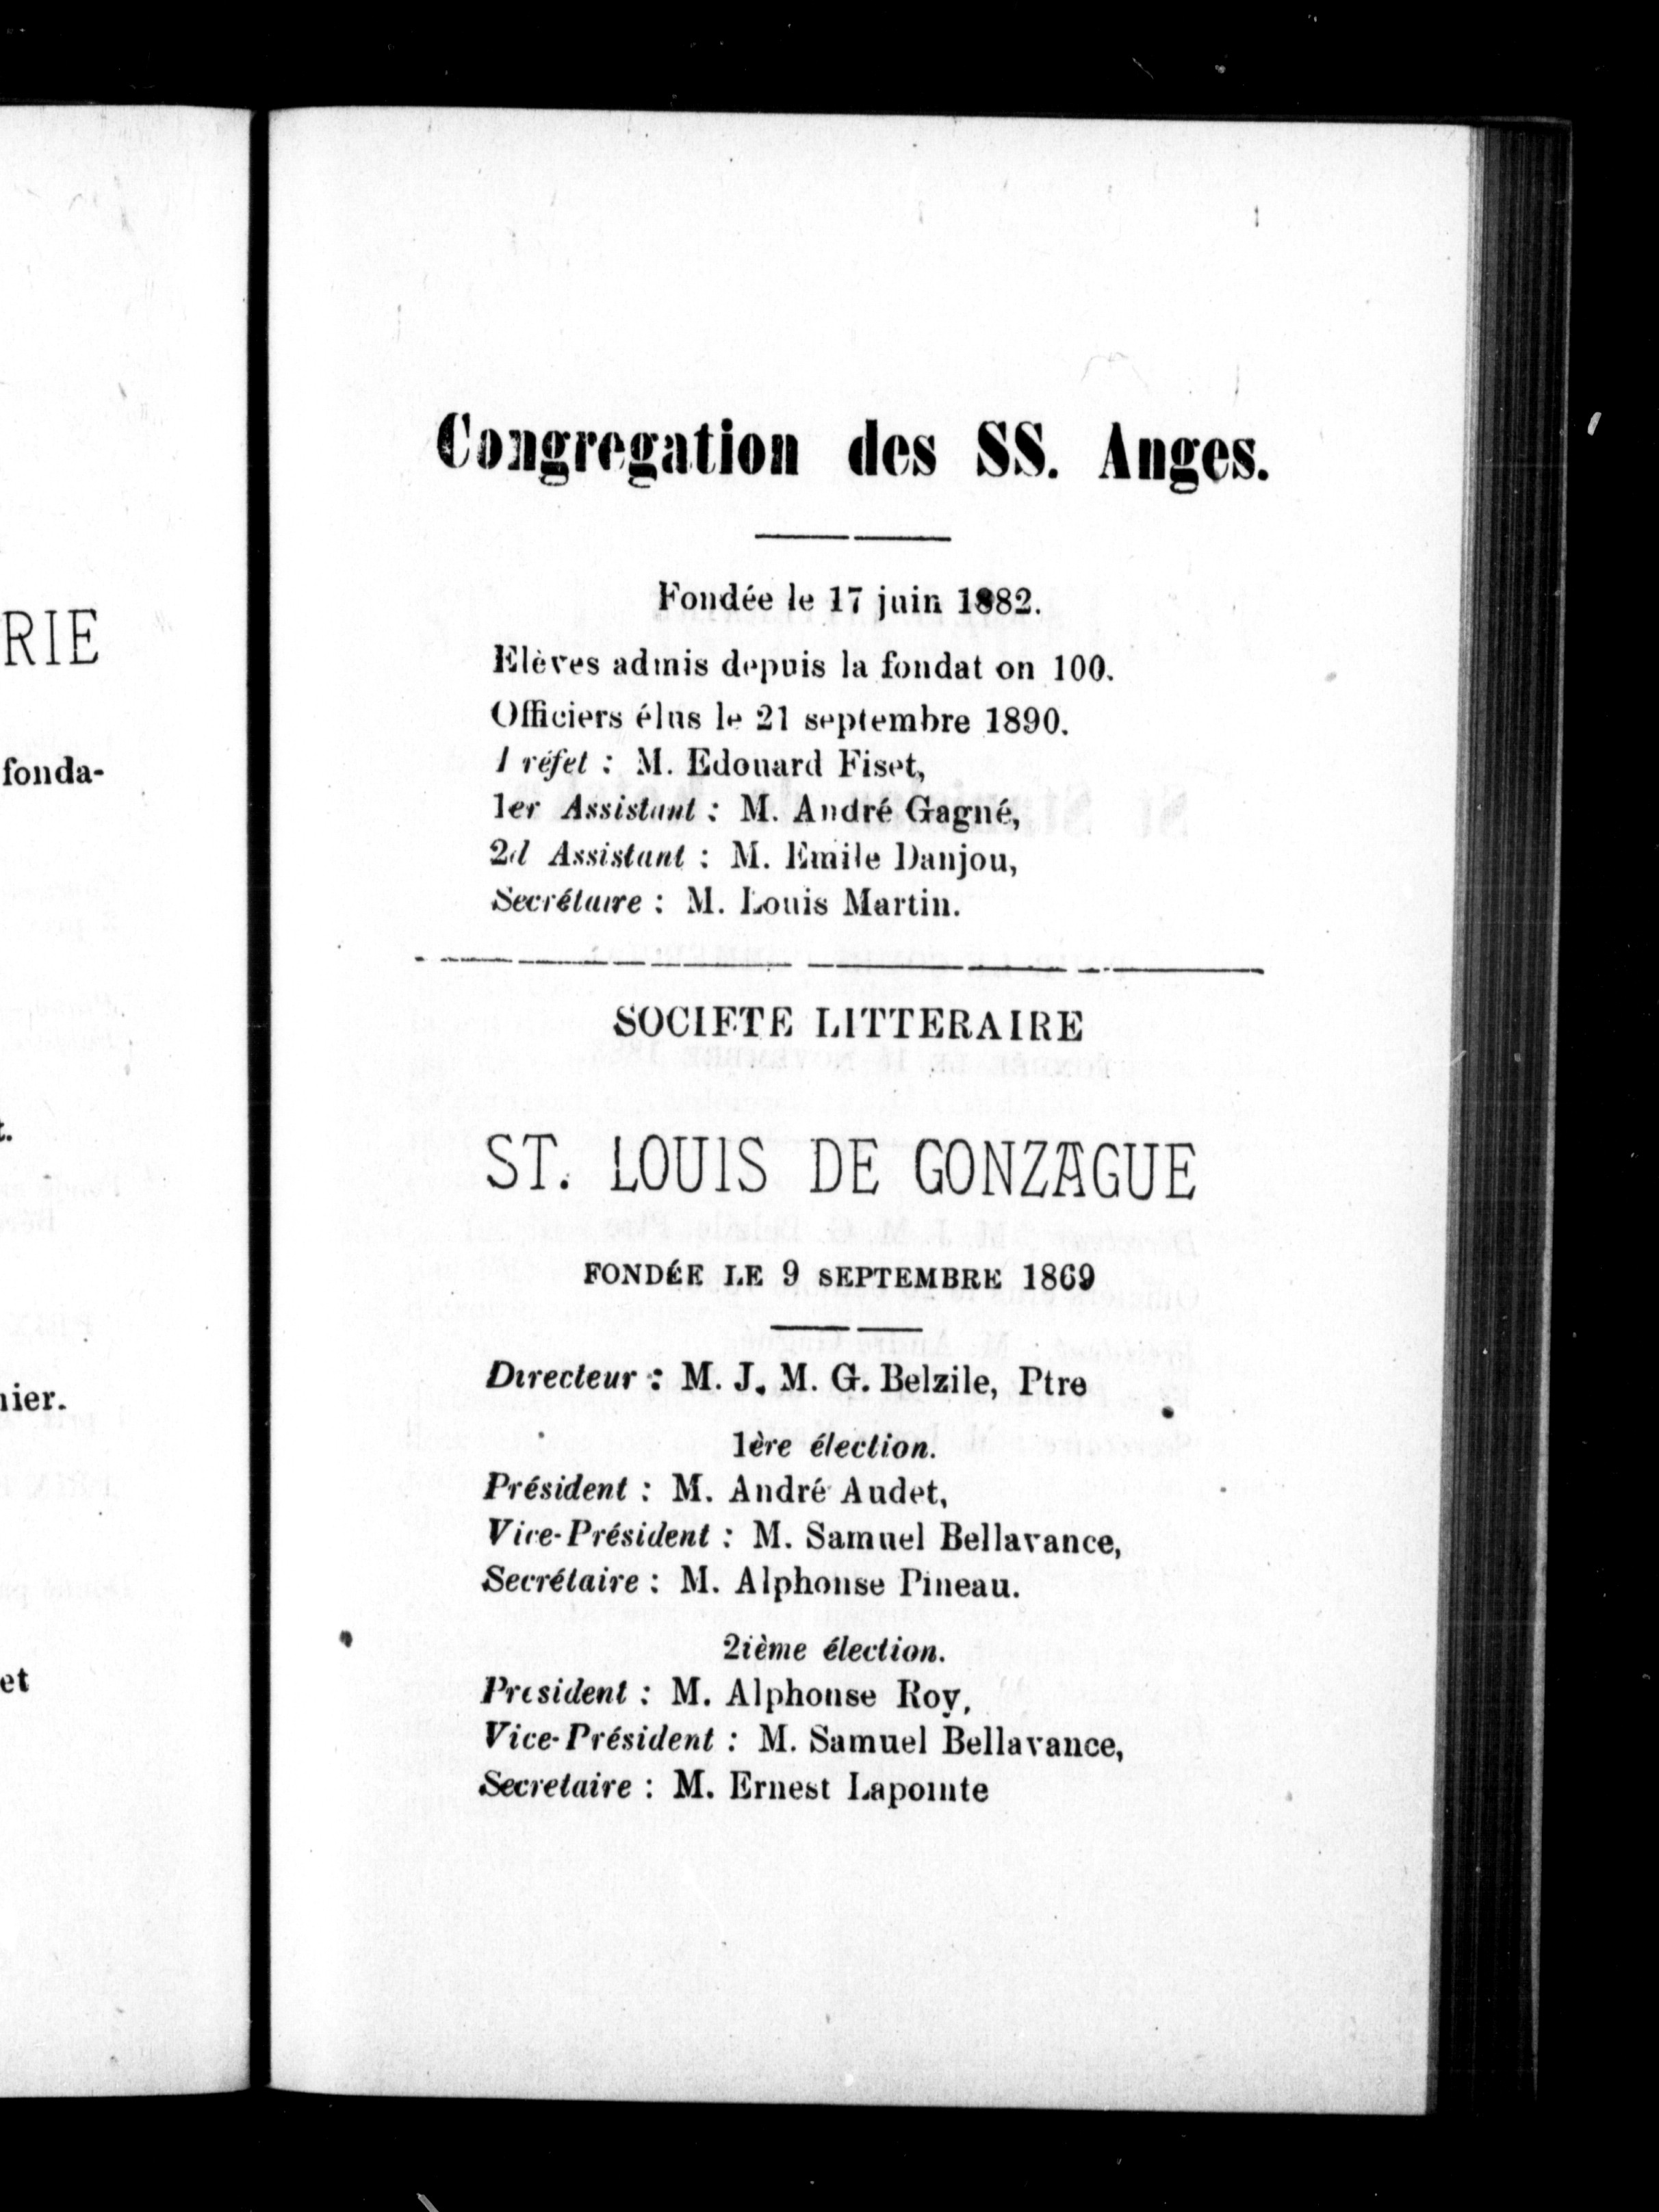 RIE
fonda-
t.
nier.
et
Congregation des SS. Anges.
Fondée le 17 juin 1882.
Elèves admis depuis la fondat on 100.
Officiers élus le 21 septembre 1890.
Préfet : M. Edouard Fiset,
1er Assistant : M. André Gagné,
2d Assistant : M. Emile Danjou,
Secrétaire : M. Louis Martin.
SOCIETE LITTERAIRE
ST. LOUIS DE GONZAGUE
FONDÉE LE 9 SEPTEMBRE 1869
Directeur : M. J. M. G. Belzile, Ptre
1ère élection.
Président : M. André Audet,
Vice-Président : M. Samuel Bellavance,
Secrétaire : M. Alphonse Pineau.
2ième élection.
President : M. Alphonse Roy,
Vice-Président : M. Samuel Bellavance,
Secretaire : M. Ernest Lapointe